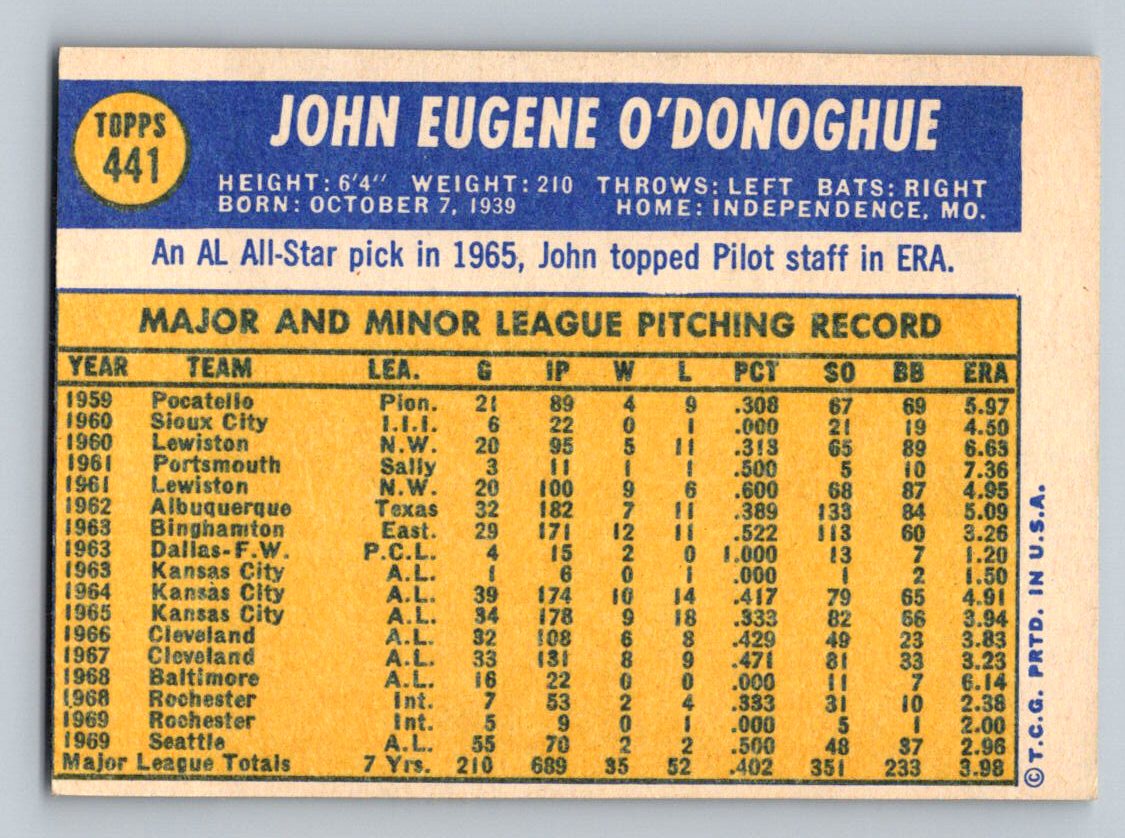 TOPPS
441
JOHN EUGENE O'DONOGHUE
HEIGHT: 6'4" WEIGHT: 210 THROWS: LEFT BATS: RIGHT
BORN: OCTOBER 7, 1939 HOME: INDEPENDENCE, MO.
An AL All-Star pick in 1965, John topped Pilot staff in ERA.
MAJOR AND MINOR LEAGUE PITCHING RECORD
YEAR TEAM LEA. G IP W L PCT SO BB ERA
1959 Pocatello Pion. 21 89 4 9 .308 67 69 5.97
1960 Sioux City I.I.I. 6 22 0 1 .000 21 19 4.50
1960 Lewiston N.W. 20 95 5 11 .313 65 89 6.63
1961 Portsmouth Sally 3 11 1 1 .500 5 10 7.36
1961 Lewiston N.W. 20 100 9 6 .600 68 87 4.95
1962 Albuquerque Texas 32 182 7 11 .389 133 84 5.09
1963 Binghamton East. 29 171 12 11 .522 113 60 3.26
1963 Dallas-F.W. P.C.L. 4 15 2 0 1.000 13 7 1.20
1963 Kansas City A.L. 1 6 0 1 .000 1 2 1.50
1964 Kansas City A.L. 39 174 10 14 .417 79 65 4.91
1965 Kansas City A.L. 34 178 9 18 .333 82 66 3.94
1966 Cleveland A.L. 32 108 6 8 .429 49 23 3.83
1967 Cleveland A.L. 33 131 8 9 .471 81 33 3.23
1968 Baltimore A.L. 16 22 0 0 .000 11 7 6.14
1968 Rochester Int. 7 53 2 4 .333 31 10 2.38
1969 Rochester Int. 5 9 0 1 .000 5 1 2.00
1969 Seattle A.L. 55 70 2 2 .500 48 37 2.96
Major League Totals 7 Yrs. 210 689 35 52 .402 351 233 3.98
© T.C.G. PRTD. IN U.S.A.